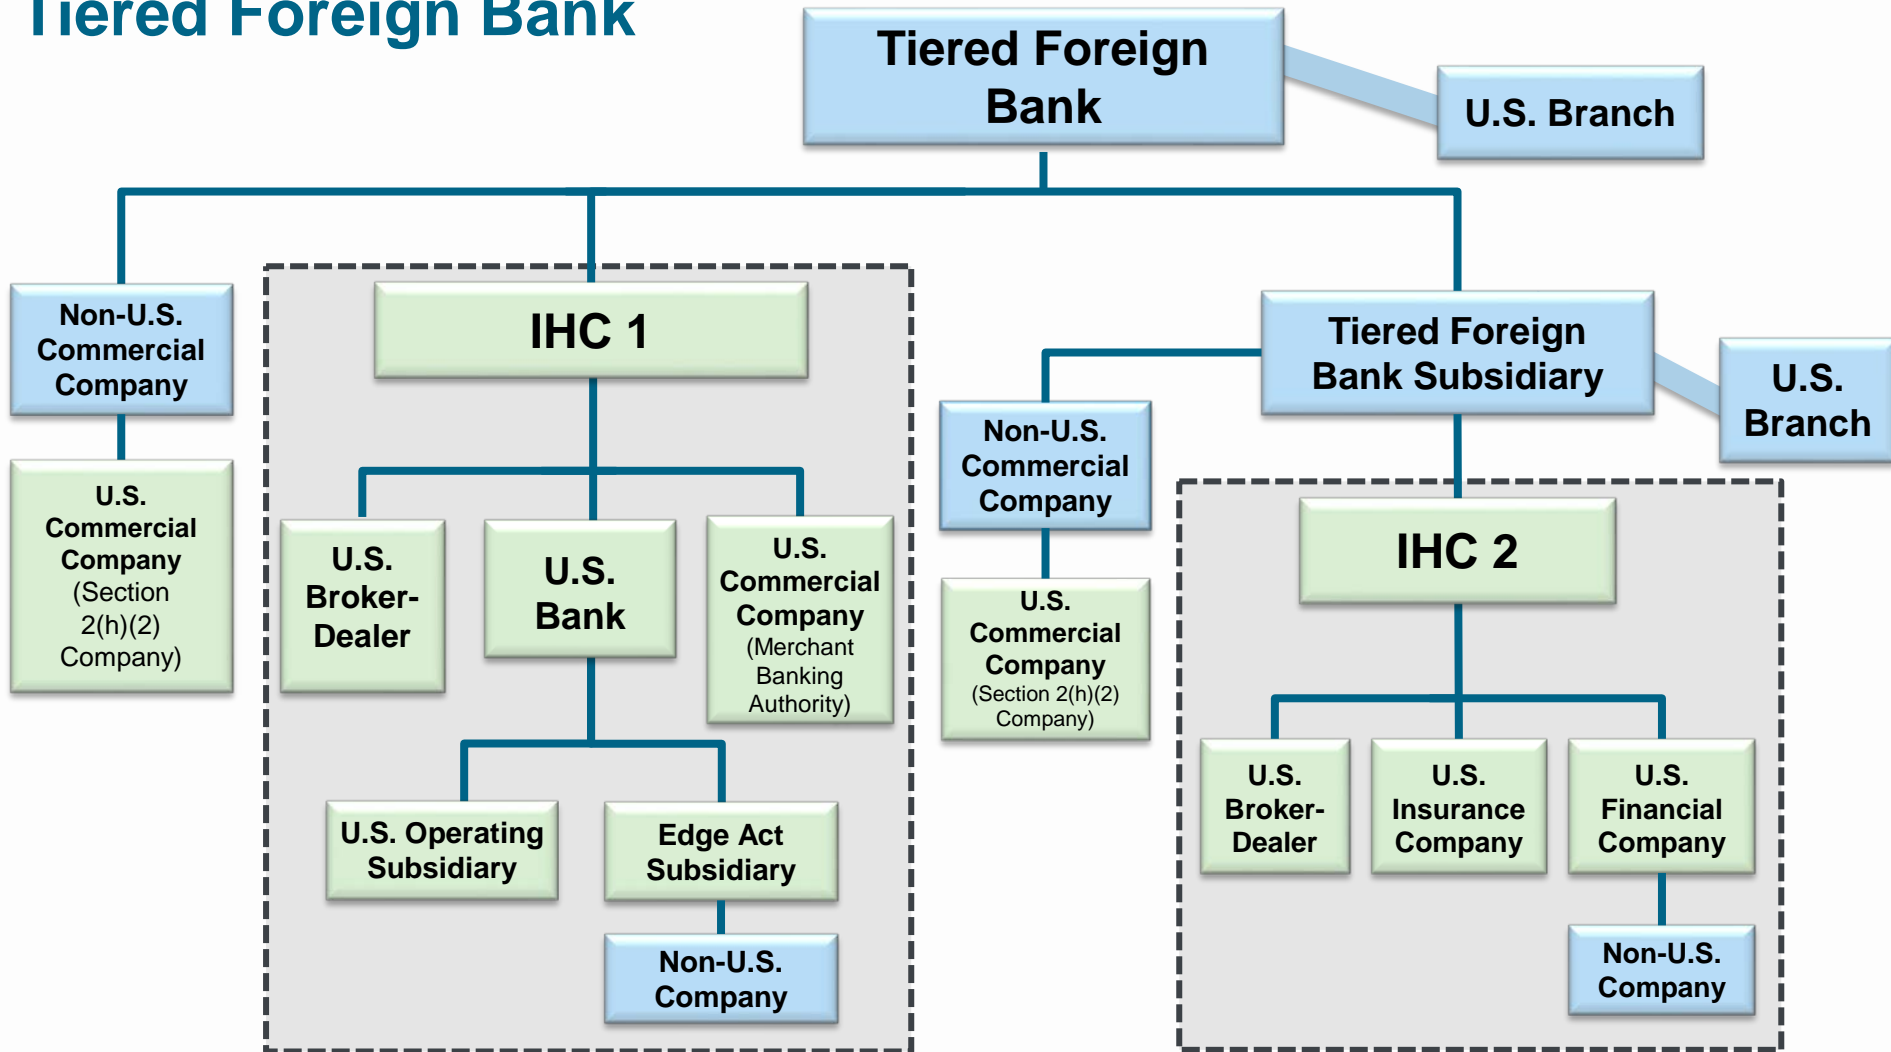 Tiered Foreign Bank
Tiered Foreign
Bank
U.S. Branch
Non-U.S.
Commercial
Company
U.S.
Commercial
Company
(Section
2(h)(2)
Company)
IHC 1
U.S.
Broker-
Dealer
U.S.
Bank
U.S.
Commercial
Company
(Merchant
Banking
Authority)
U.S. Operating
Subsidiary
Edge Act
Subsidiary
Non-U.S.
Company
Tiered Foreign
Bank Subsidiary
U.S.
Branch
Non-U.S.
Commercial
Company
U.S.
Commercial
Company
(Section 2(h)(2)
Company)
IHC 2
U.S.
Broker-
Dealer
U.S.
Insurance
Company
U.S.
Financial
Company
Non-U.S.
Company